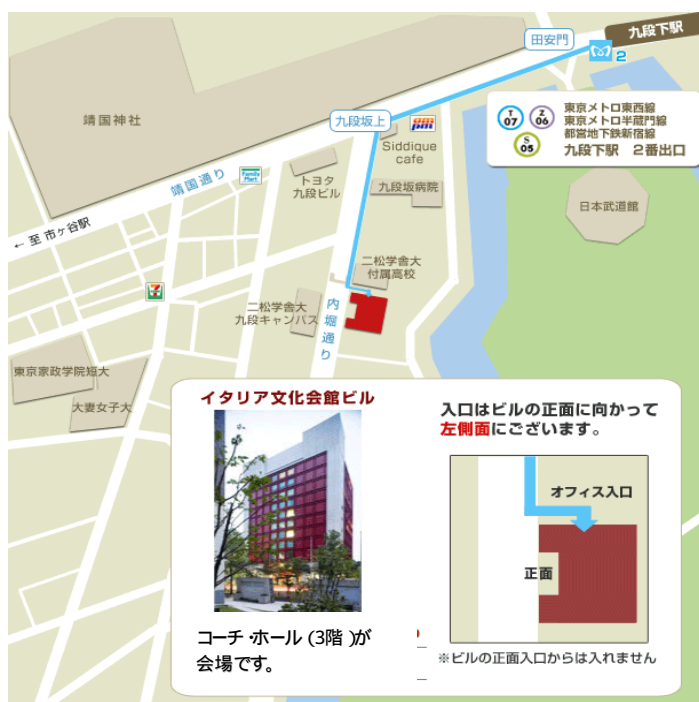 九段下駅
田安門
2
九段坂上
靖国神社
am pm
Siddique
cafe
T
07
Z
06
S
05
東京メトロ東西線
東京メトロ半蔵門線
都営地下鉄新宿線
九段下駅 2番出口
トヨタ
九段ビル
九段坂病院
Family
Mart
靖国通り
日本武道館
← 至 市ヶ谷駅
二松学舎大
付属高校
7
二松学舎大
九段キャンパス
内堀通り
東京家政学院短大
大妻女子大
イタリア文化会館ビル
コーチ・ホール (3階 )が
会場です。
入口はビルの正面に向かって
左側面にございます。
オフィス入口
正面
※ビルの正面入口からは入れません